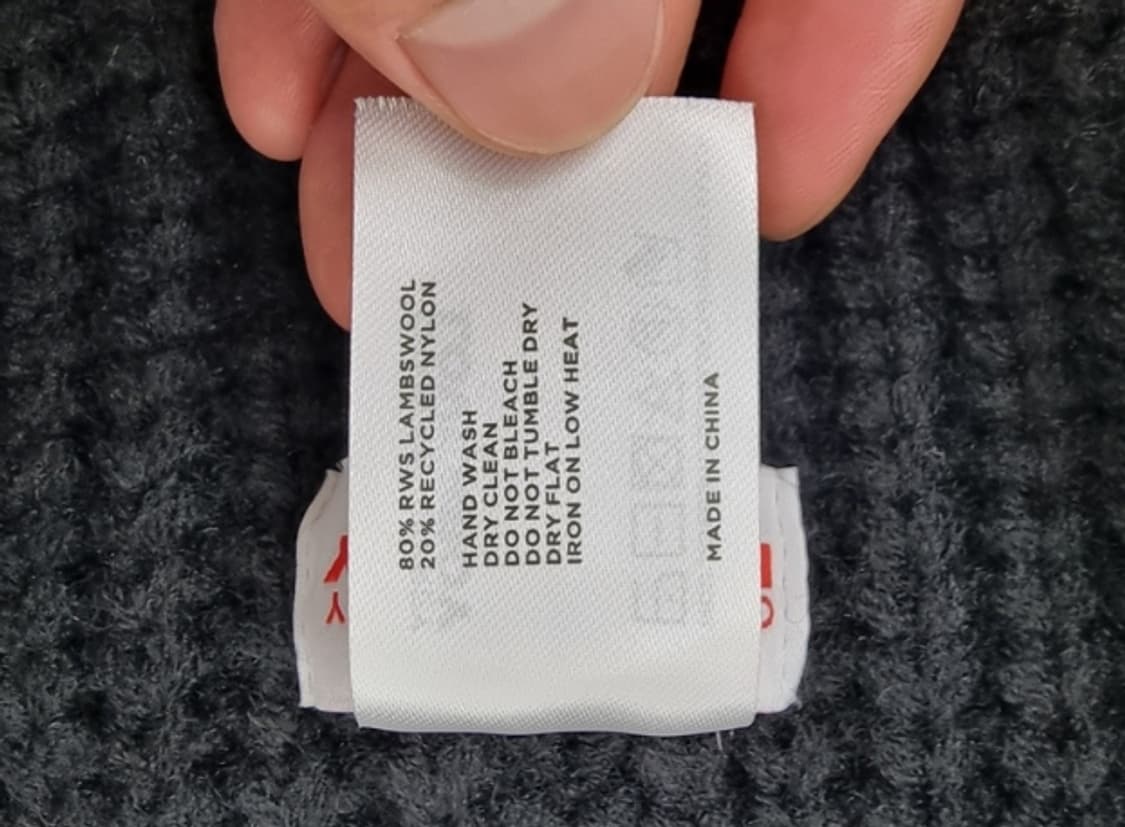 80% RWS LAMBSWOOL
20% RECYCLED NYLON
HAND WASH
DRY CLEAN
DO NOT BLEACH
DO NOT TUMBLE DRY
DRY FLAT
IRON ON LOW HEAT
MADE IN CHINA